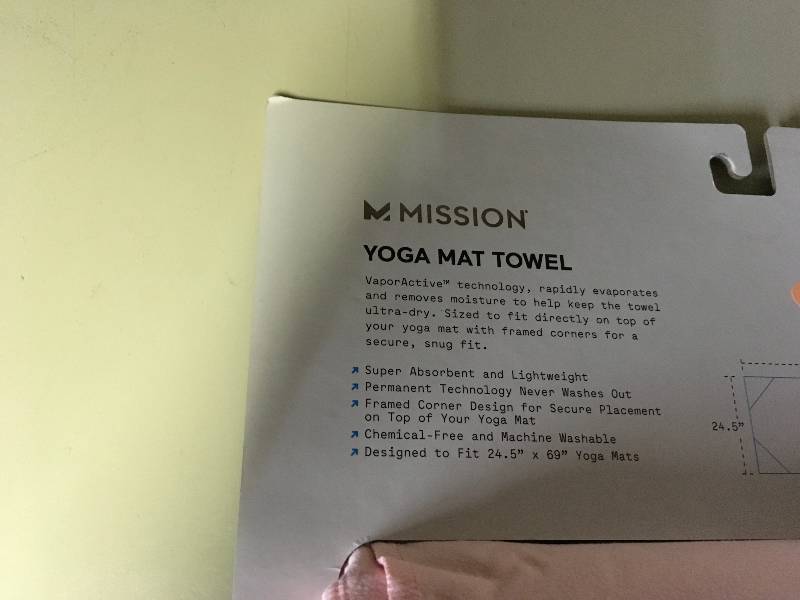 MISSION
YOGA MAT TOWEL
VaporActive™ technology, rapidly evaporates
and removes moisture to help keep the towel
ultra-dry. Sized to fit directly on top of
your yoga mat with framed corners for a
secure, snug fit.
Super Absorbent and Lightweight
Permanent Technology Never Washes Out
Framed Corner Design for Secure Placement
on Top of Your Yoga Mat
Chemical-Free and Machine Washable
Designed to Fit 24.5” x 69” Yoga Mats
24.5”